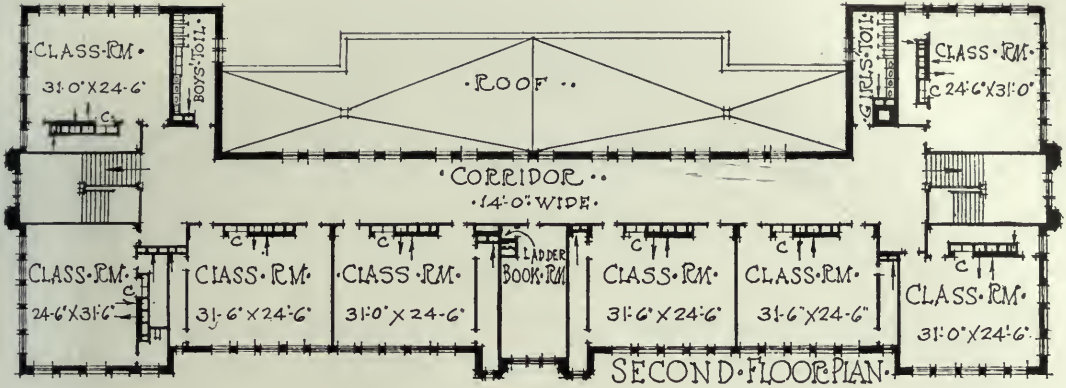 ·CLASS·RM·
31'·0"X24'-6"
C
BOYS·TOIL
·ROOF··
GIRLS·TOIL
CLASS·RM·
C 24'-6"X31'·0"
·CORRIDOR··
·14'-0" WIDE·
CLASS·RM·
C
24'-6"X31'-6"
C
CLASS·RM·
31'-6"X24'-6"
C
CLASS·RM·
31'·0"X24'-6"
LADDER
BOOK·RM
C
CLASS·RM·
31'-6"X24'-6"
C
CLASS·RM·
31'-6"X24'-6"
C
CLASS·RM·
31'·0"X24'-6"
SECOND·FLOOR·PLAN·